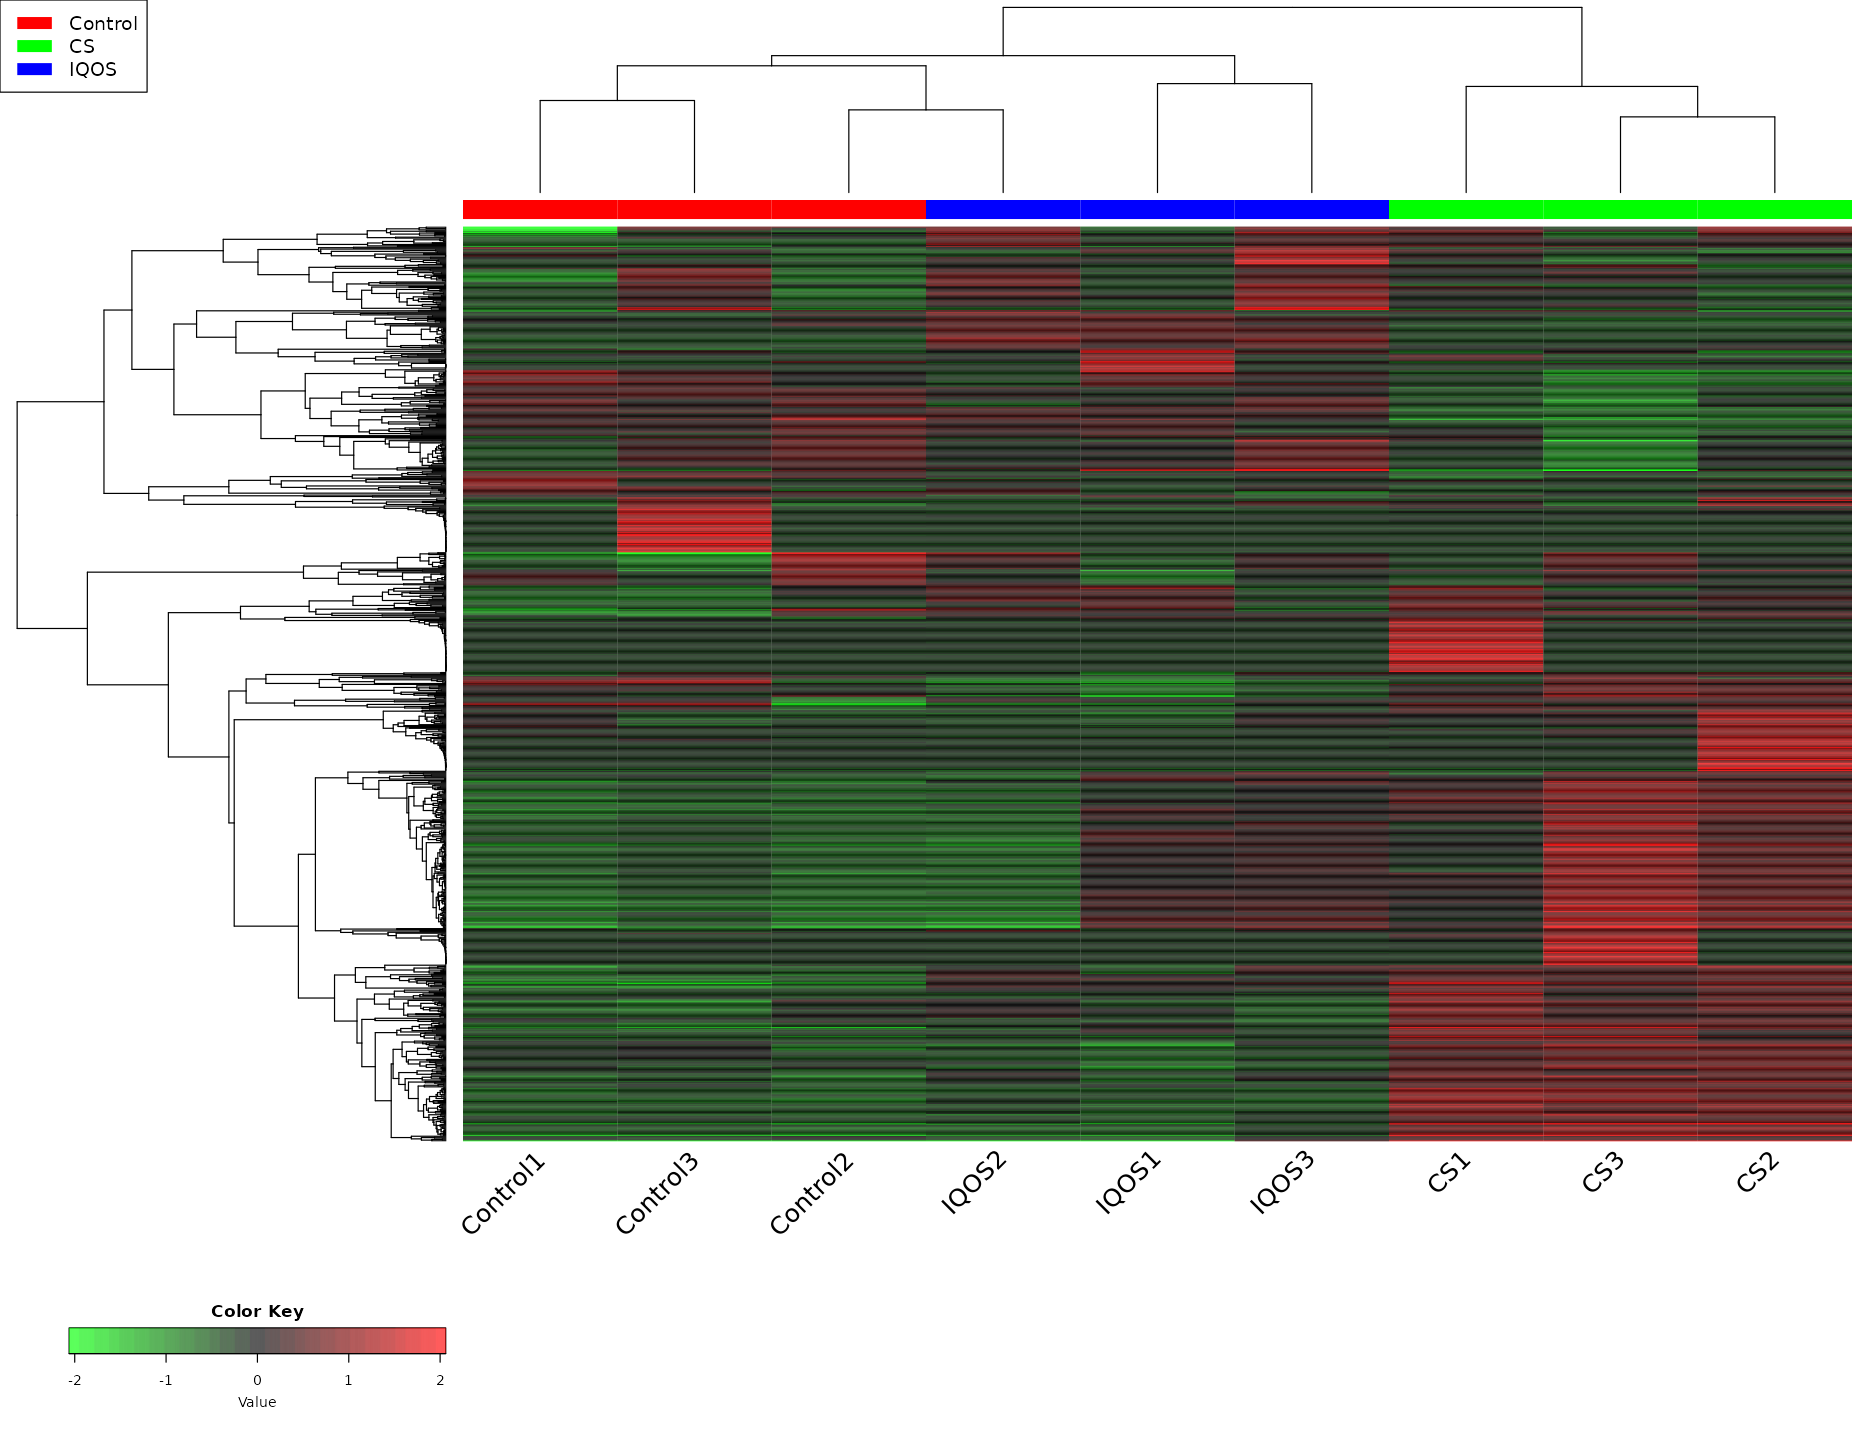 Control
CS
IQOS
Control1 Control3 Control2 IQOS2 IQOS1 IQOS3 CS1 CS3 CS2
Color Key
-2 -1 0 1 2
Value